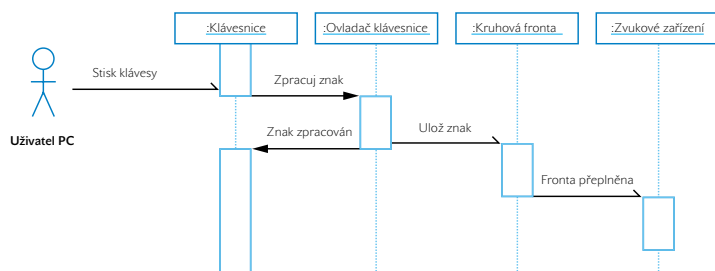 :Klávesnice
:Ovladač klávesnice
:Kruhová fronta
:Zvukové zařízení
Stisk klávesy
Zpracuj znak
Znak zpracován
Ulož znak
Uživatel PC
Fronta přeplněna